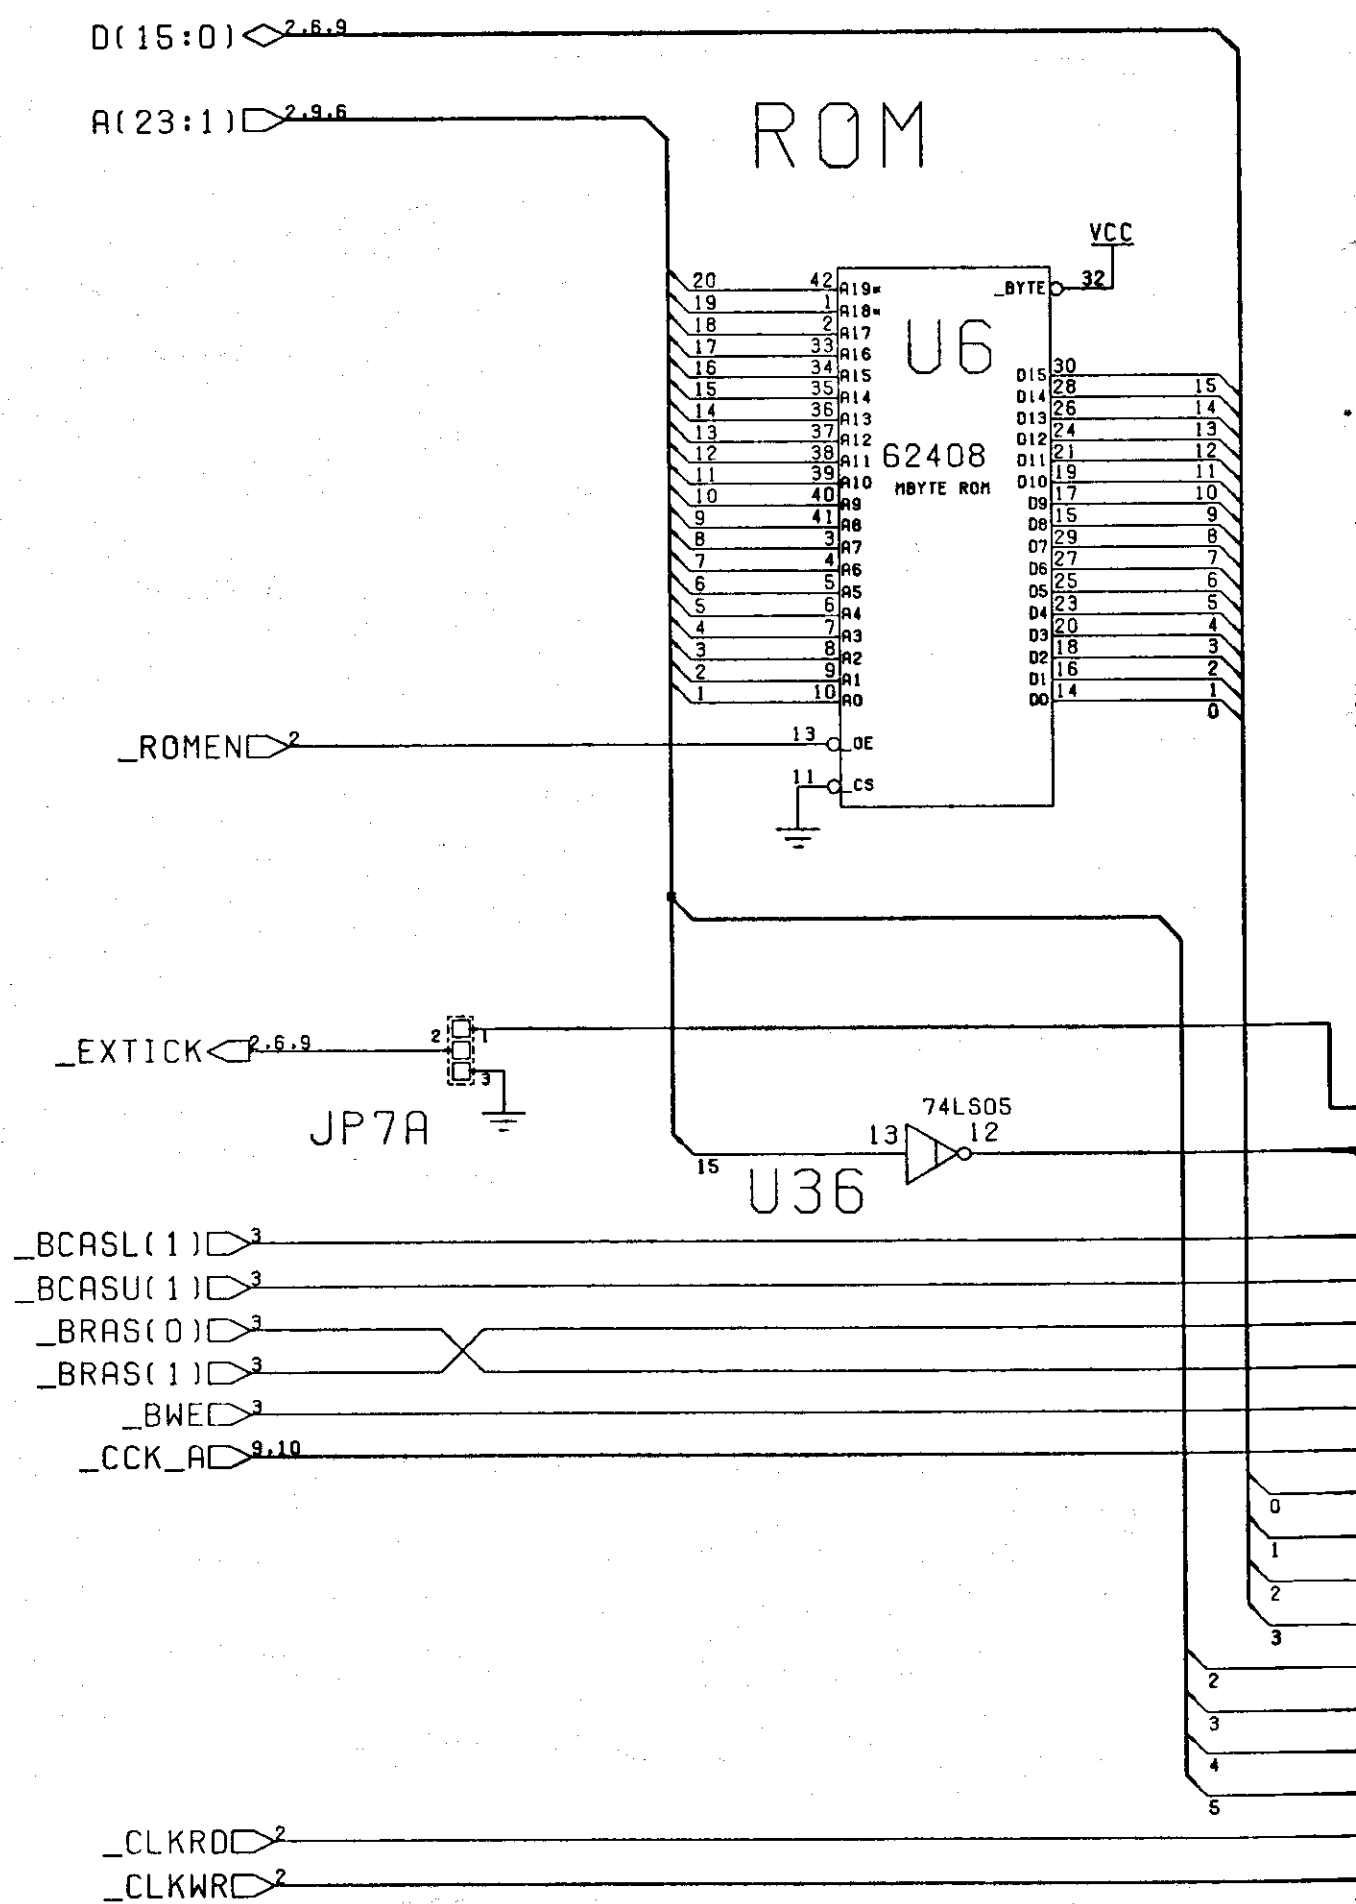 D(15:0) 2,6,9
A(23:1) 2,9,6
ROM
VCC
20 42 A19* _BYTE 32
19 1 A18*
18 2 A17
U6
17 33 A16
16 34 A15 D15 30
15 35 A14 D14 28 15
14 36 A13 D13 26 14
13 37 A12 D12 24 13
12 38 A11 62408 D11 21 12
11 39 A10 D10 19 11
MBYTE ROM
10 40 A9 D9 17 10
9 41 A8 D8 15 9
8 3 A7 D7 29 8
7 4 A6 D6 27 7
6 5 A5 D5 25 6
5 6 A4 D4 23 5
4 7 A3 D3 20 4
3 8 A2 D2 18 3
2 9 A1 D1 16 2
1 10 A0 D0 14 1
0
_ROMEN 2 13 _OE
11 _CS
2 1
_EXTICK 2,6,9
3
JP7A
74LS05
13 12
15
U36
_BCASL(1) 3
_BCASU(1) 3
_BRAS(0) 3
_BRAS(1) 3
_BWE 3
_CCK_A 9,10
0
1
2
3
2
3
4
5
_CLKRD 2
_CLKWR 2